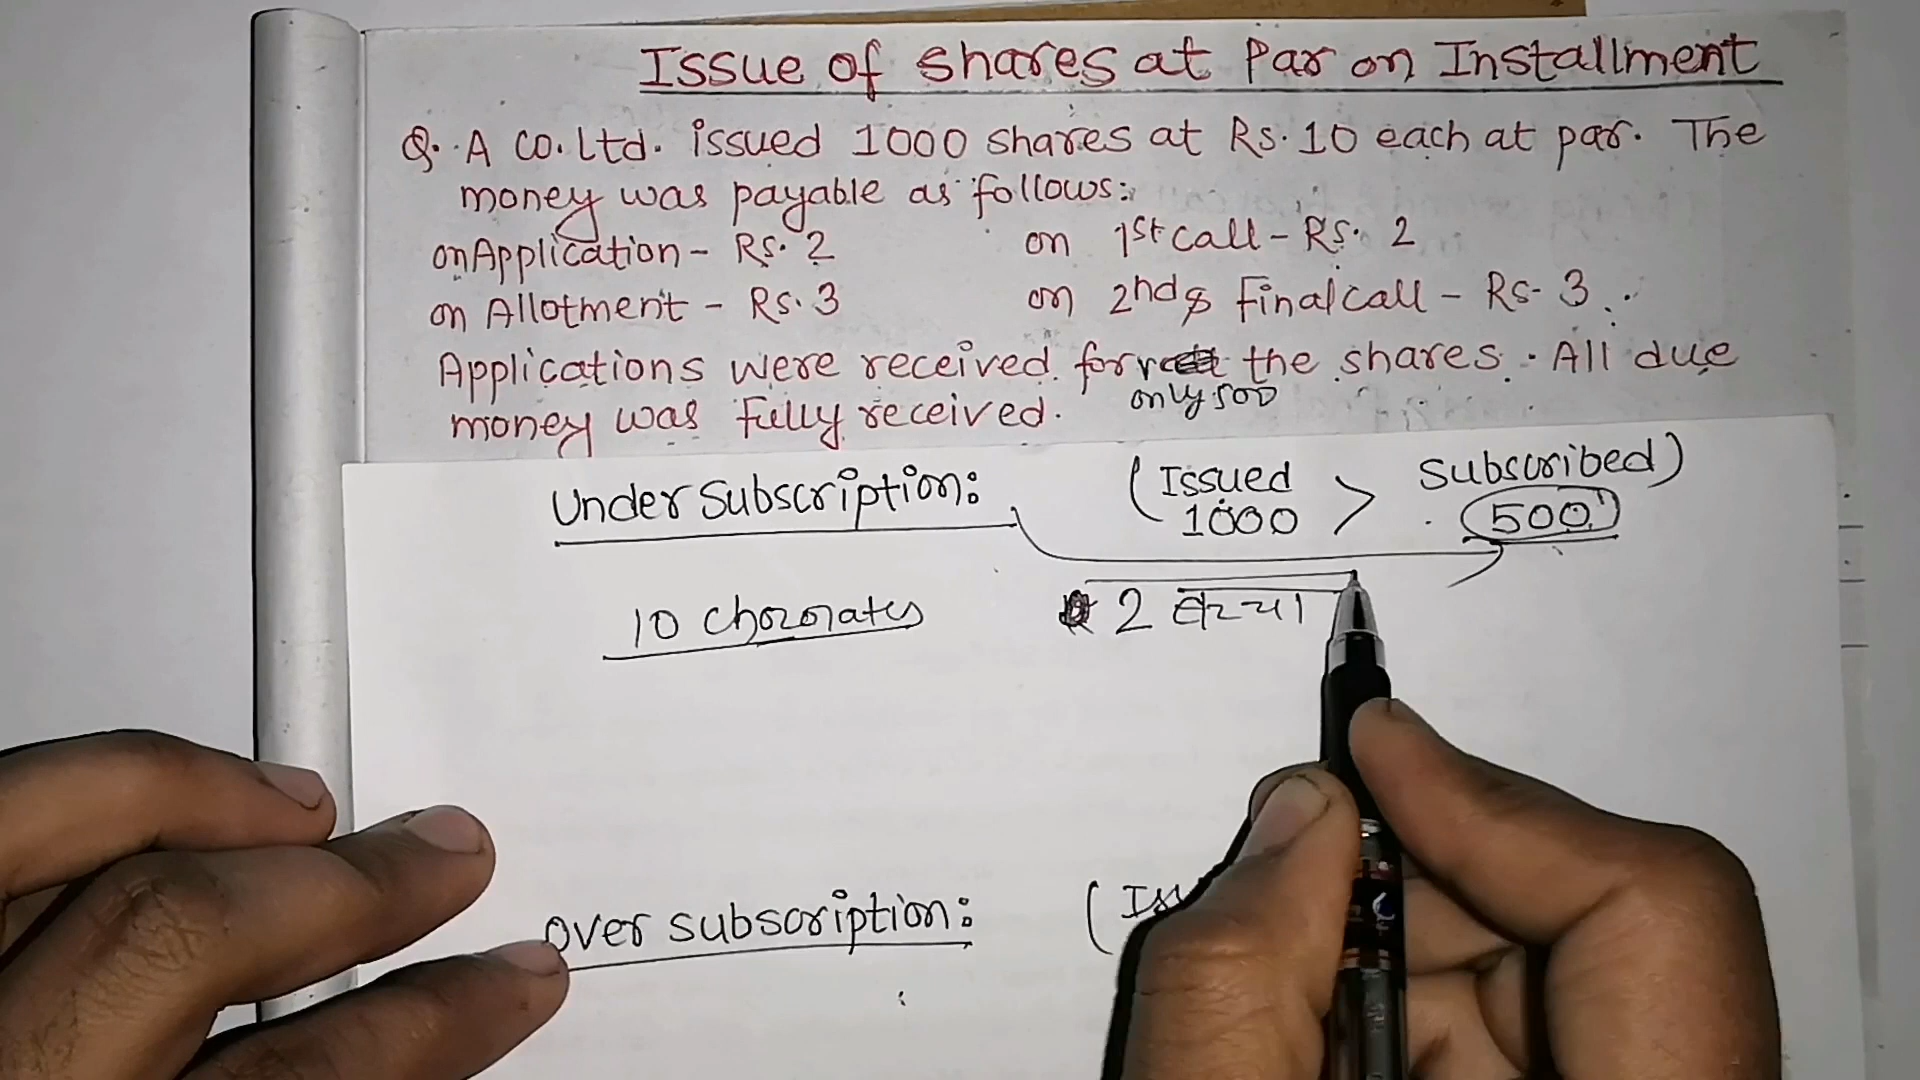 Issue of shares at Par on Installment
Q. A Co. Ltd. issued 1000 shares at Rs. 10 each at par. The
money was payable as follows:
on Application - Rs. 2 on 1st call - Rs. 2
on Allotment - Rs. 3 on 2nd & Final call - Rs. 3
Applications were received for the shares. All due
only 500
money was fully received.
Under Subscription: (Issued > Subscribed)
1000 500
10 2 बच्चा
over subscription: (Iss